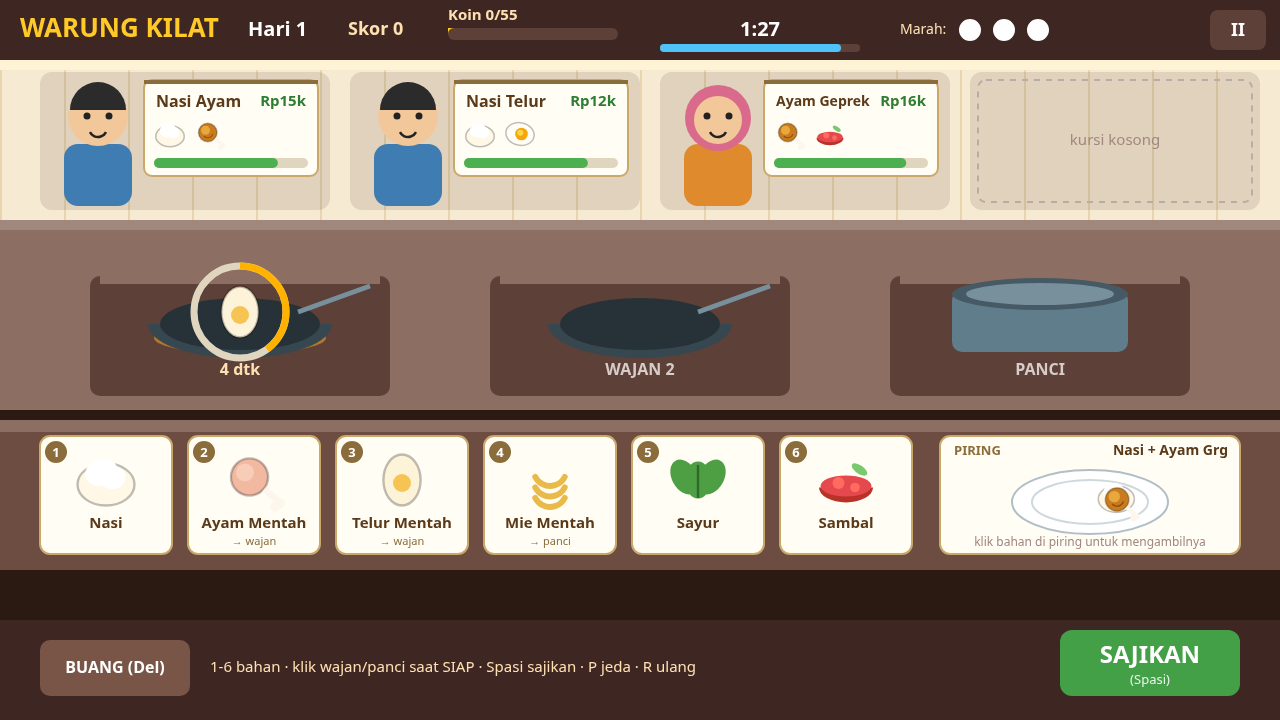 WARUNG KILAT
Hari 1
Skor 0
Koin 0/55
1:27
Marah:
II
Nasi Ayam Rp15k
Nasi Telur Rp12k
Ayam Geprek Rp16k
kursi kosong
4 dtk
WAJAN 2
PANCI
1
Nasi
2
Ayam Mentah
→ wajan
3
Telur Mentah
→ wajan
4
Mie Mentah
→ panci
5
Sayur
6
Sambal
PIRING
Nasi + Ayam Grg
klik bahan di piring untuk mengambilnya
BUANG (Del)
1-6 bahan · klik wajan/panci saat SIAP · Spasi sajikan · P jeda · R ulang
SAJIKAN
(Spasi)